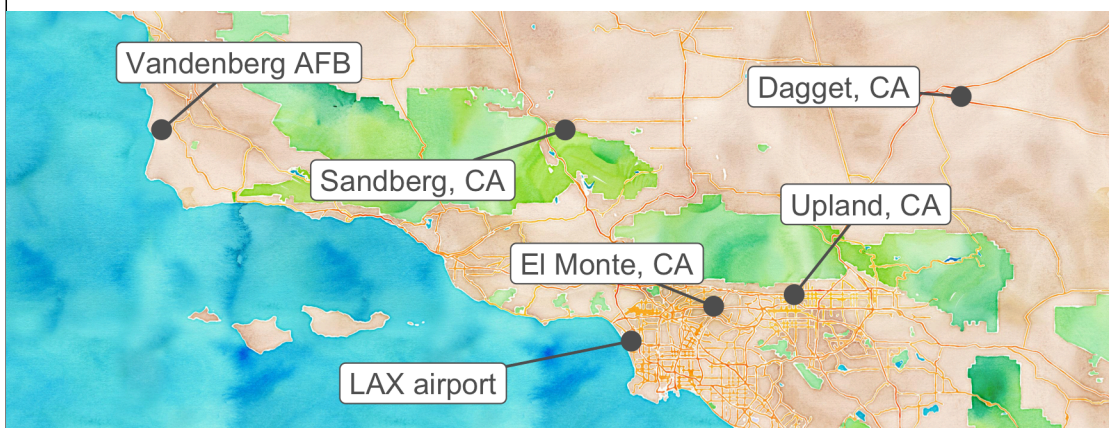 Vandenberg AFB
Dagget, CA
Sandberg, CA
Upland, CA
El Monte, CA
LAX airport